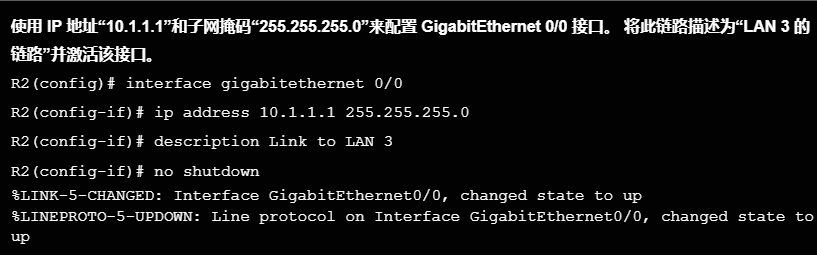 使用 IP 地址“10.1.1.1”和子网掩码“255.255.255.0”来配置 GigabitEthernet 0/0 接口。 将此链路描述为“LAN 3 的
链路”并激活该接口。
R2(config)# interface gigabitethernet 0/0
R2(config-if)# ip address 10.1.1.1 255.255.255.0
R2(config-if)# description Link to LAN 3
R2(config-if)# no shutdown
%LINK-5-CHANGED: Interface GigabitEthernet0/0, changed state to up
%LINEPROTO-5-UPDOWN: Line protocol on Interface GigabitEthernet0/0, changed state to
up